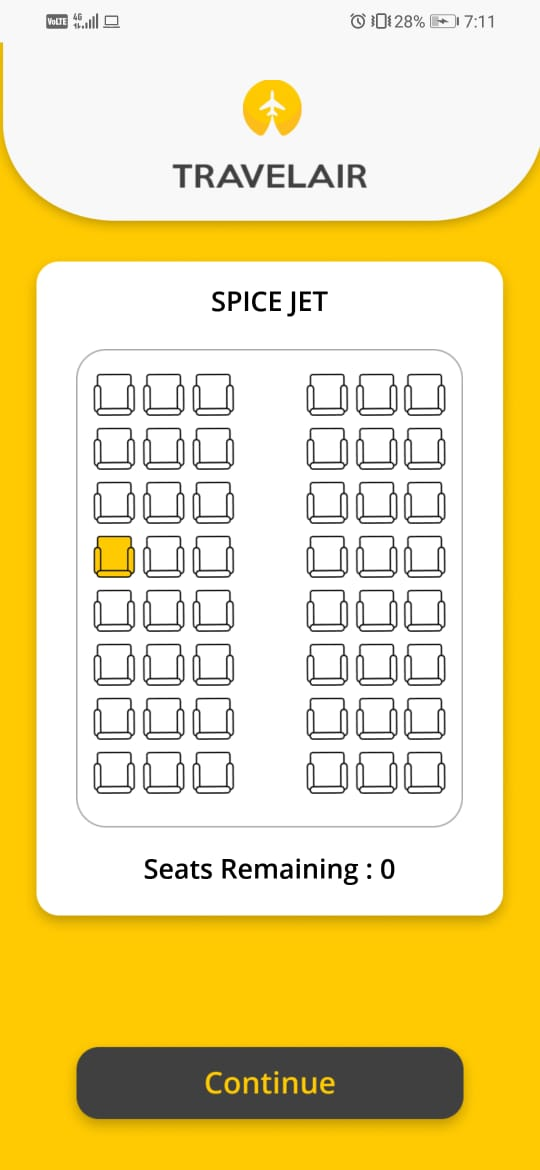 VoLTE 4G 28% 7:11
TRAVELAIR
SPICE JET
Seats Remaining : 0
Continue